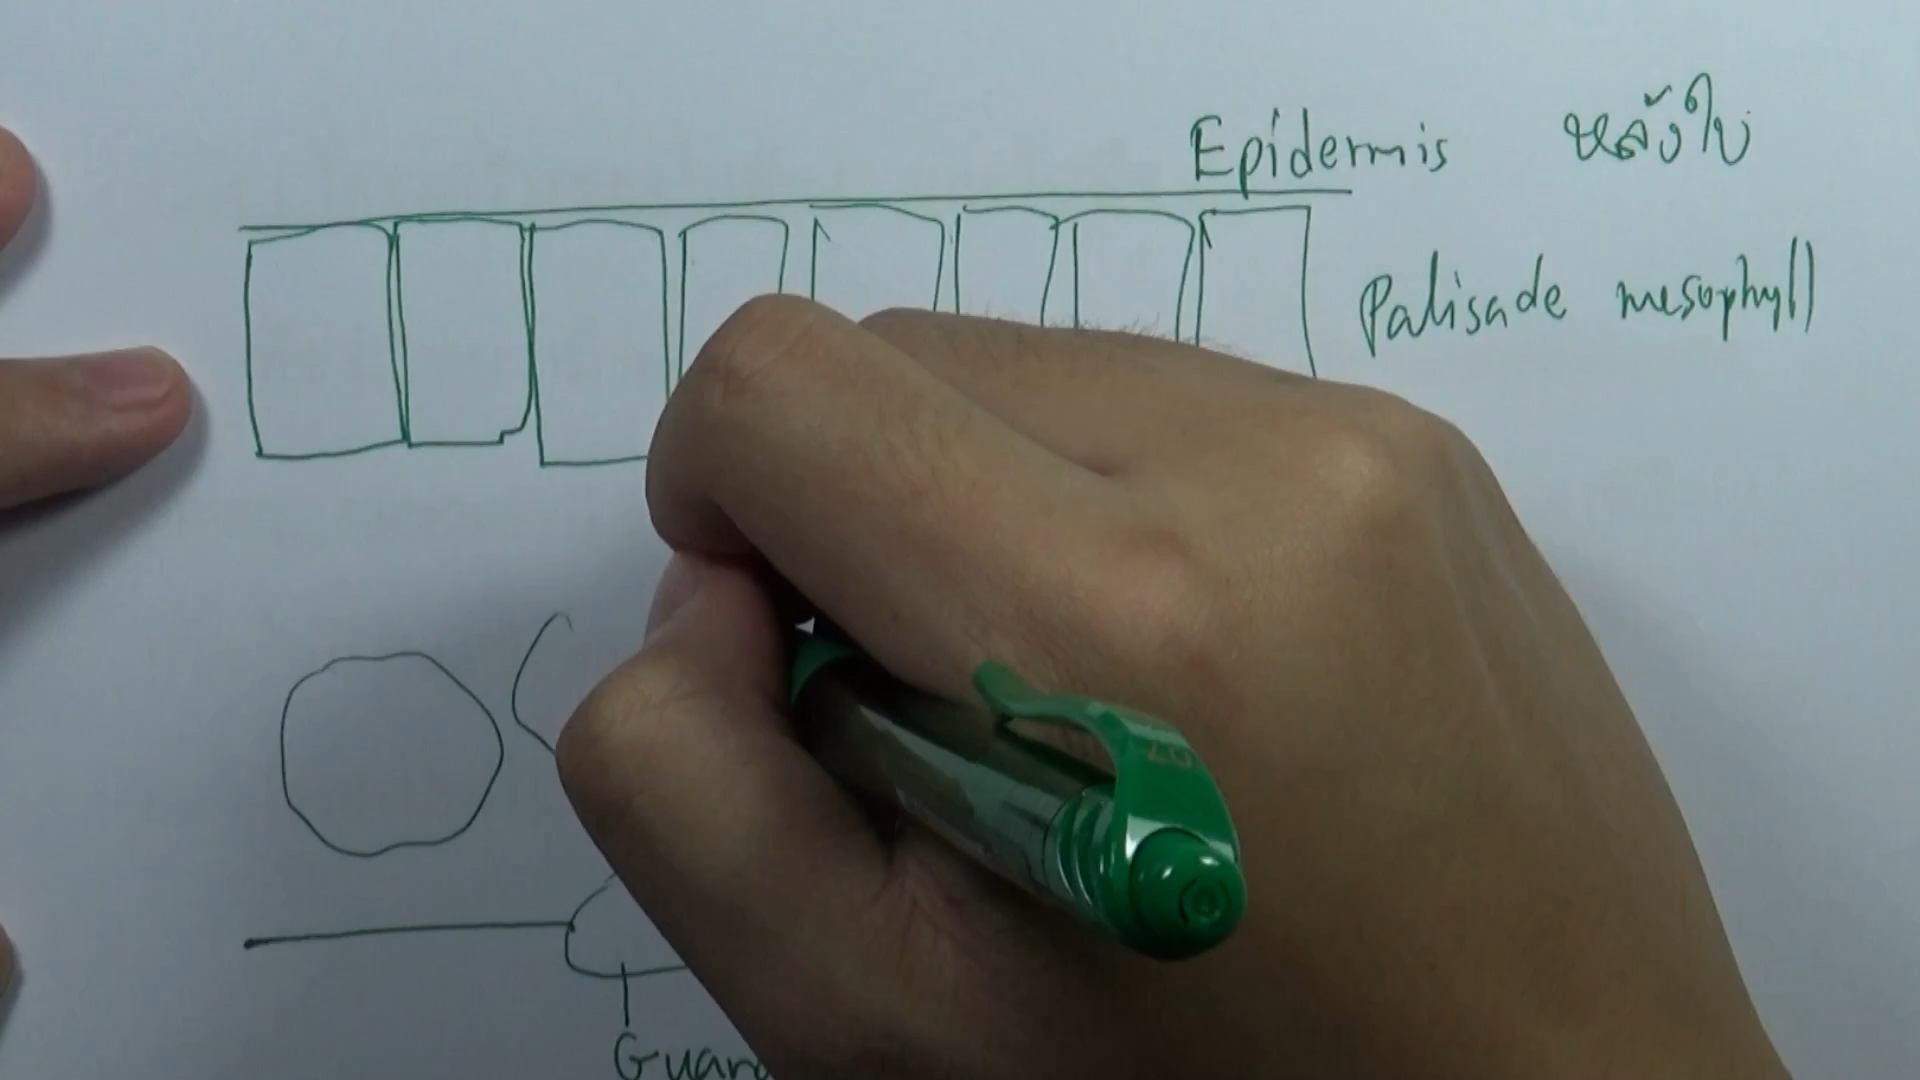 Epidermis หลังใบ
Palisade mesophyll
Guard